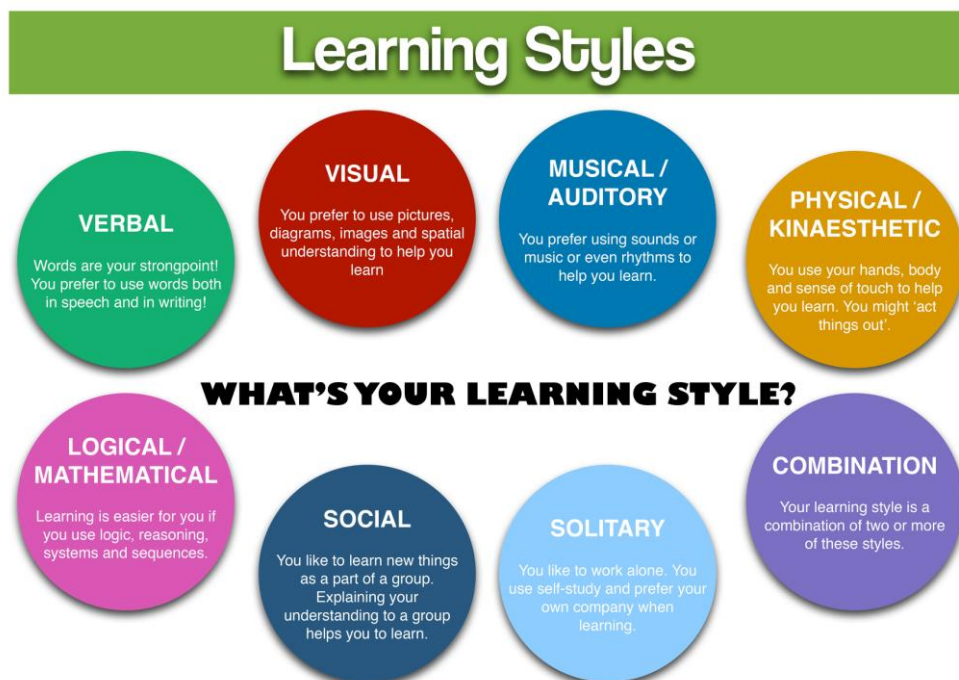 Learning Styles
VERBAL
Words are your strongpoint!
You prefer to use words both
in speech and in writing!
VISUAL
You prefer to use pictures,
diagrams, images and spatial
understanding to help you
learn
MUSICAL /
AUDITORY
You prefer using sounds or
music or even rhythms to
help you learn.
PHYSICAL /
KINAESTHETIC
You use your hands, body
and sense of touch to help
you learn. You might ‘act
things out’.
WHAT’S YOUR LEARNING STYLE?
LOGICAL /
MATHEMATICAL
Learning is easier for you if
you use logic, reasoning,
systems and sequences.
SOCIAL
You like to learn new things
as a part of a group.
Explaining your
understanding to a group
helps you to learn.
SOLITARY
You like to work alone. You
use self-study and prefer your
own company when
learning.
COMBINATION
Your learning style is a
combination of two or more
of these styles.